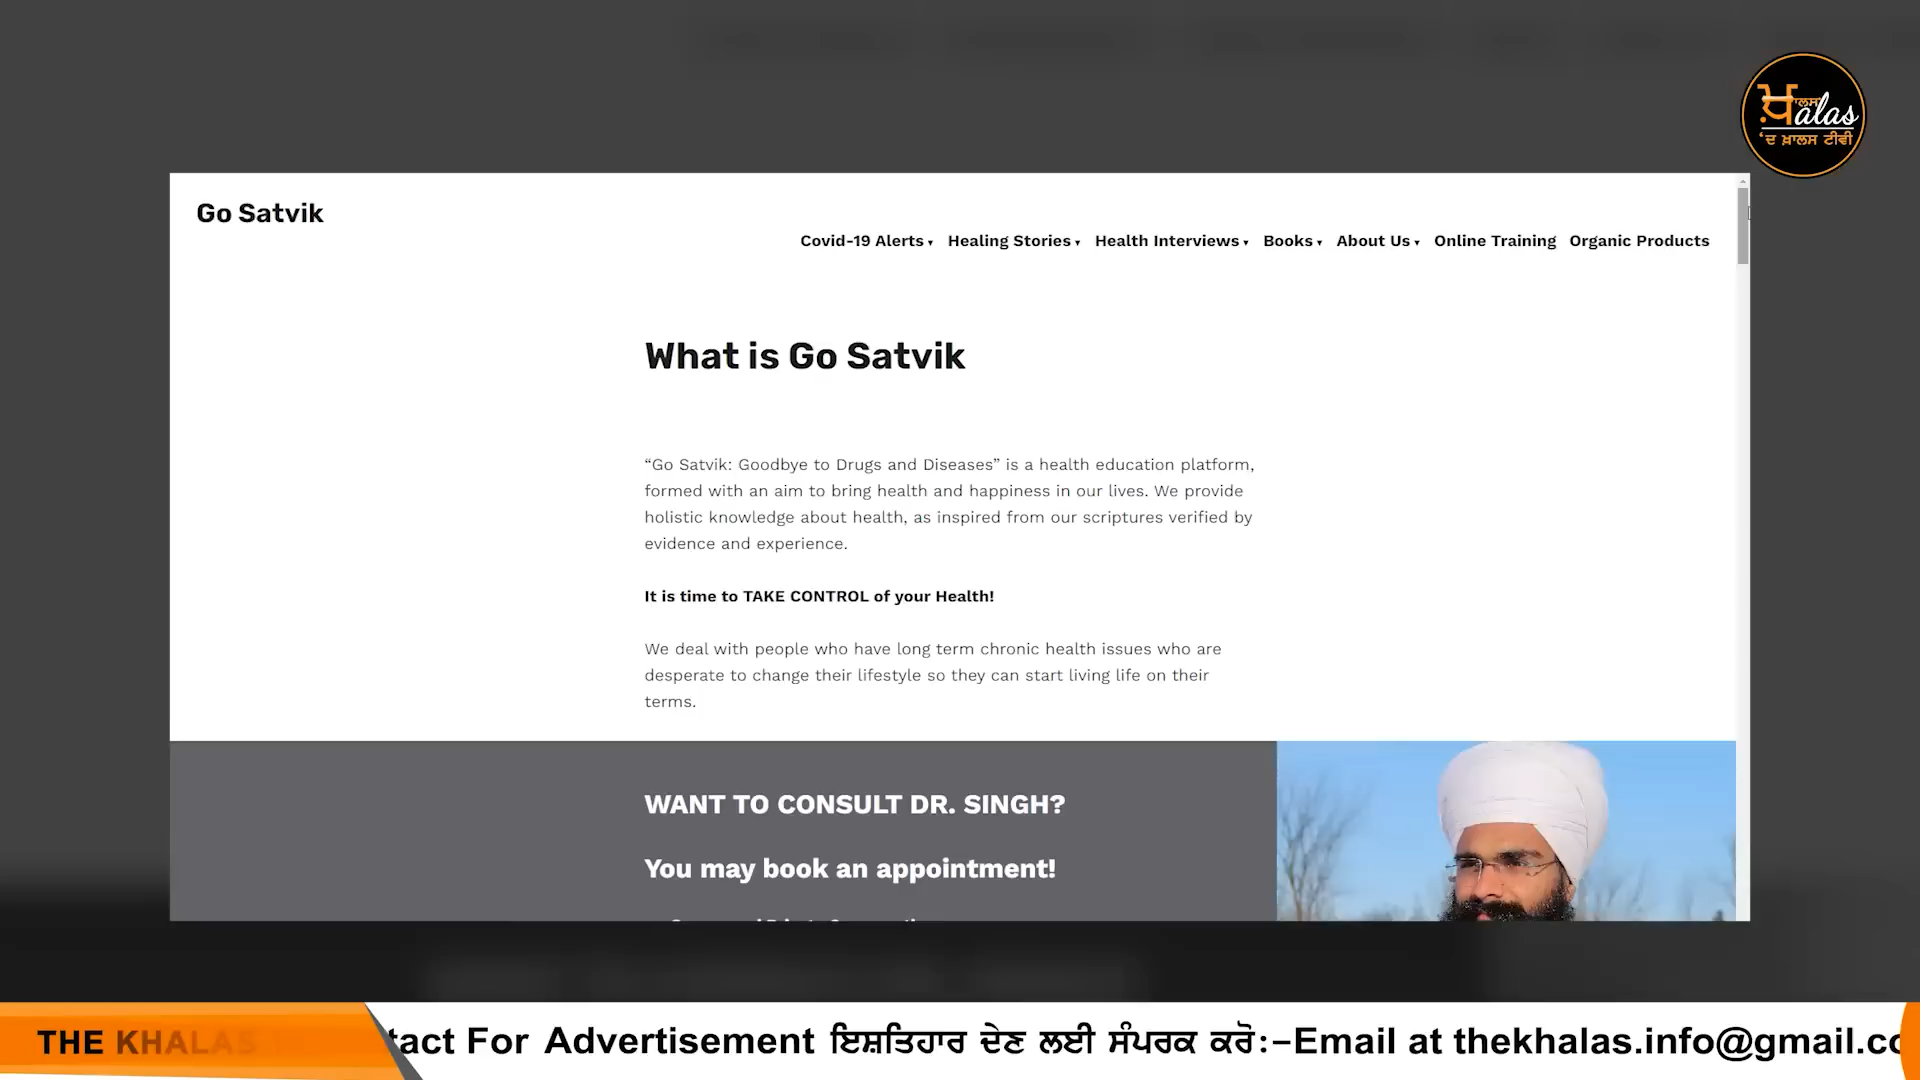 ਖ਼ਾਲਸ
alas
'ਦ ਖ਼ਾਲਸ ਟੀਵੀ
Go Satvik
Covid-19 Alerts ▾ Healing Stories ▾ Health Interviews ▾ Books ▾ About Us ▾ Online Training Organic Products
What is Go Satvik
“Go Satvik: Goodbye to Drugs and Diseases” is a health education platform,
formed with an aim to bring health and happiness in our lives. We provide
holistic knowledge about health, as inspired from our scriptures verified by
evidence and experience.
It is time to TAKE CONTROL of your Health!
We deal with people who have long term chronic health issues who are
desperate to change their lifestyle so they can start living life on their
terms.
WANT TO CONSULT DR. SINGH?
You may book an appointment!
THE KHALAS
tact For Advertisement ਇਸ਼ਤਿਹਾਰ ਦੇਣ ਲਈ ਸੰਪਰਕ ਕਰੋ:-Email at thekhalas.info@gmail.co